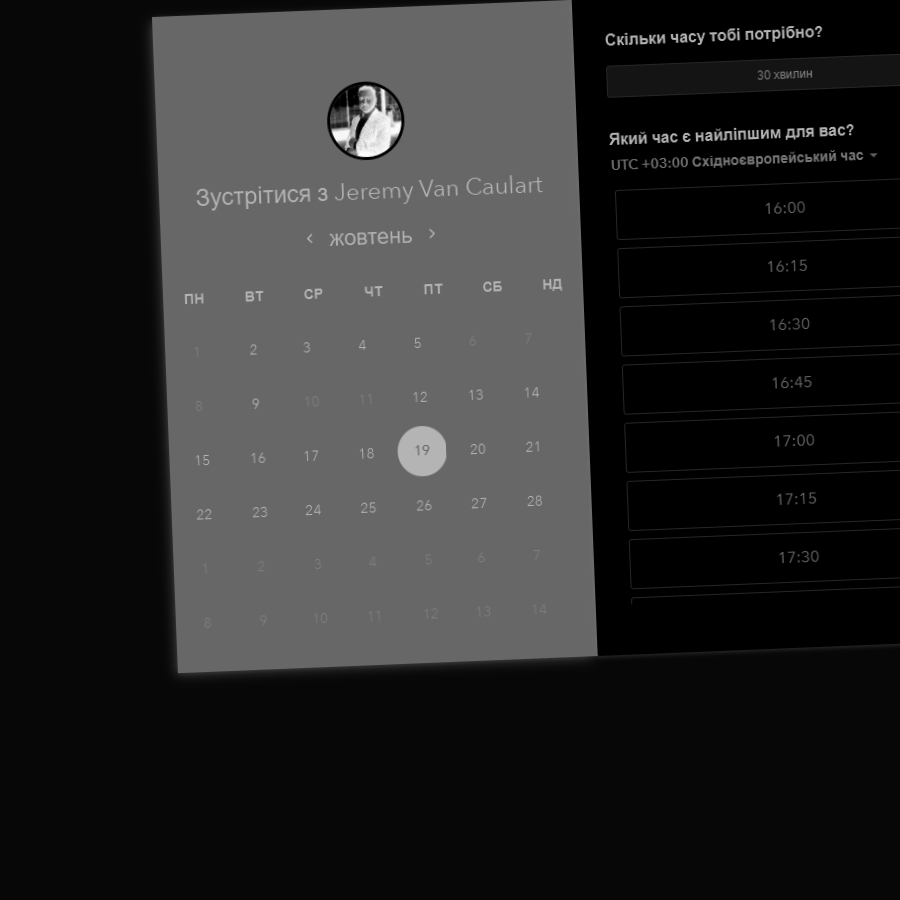 Зустрітися з Jeremy Van Caulart
жовтень
ПН ВТ СР ЧТ ПТ СБ НД
1 2 3 4 5 6 7
8 9 10 11 12 13 14
15 16 17 18 19 20 21
22 23 24 25 26 27 28
1 2 3 4 5 6 7
8 9 10 11 12 13 14
Скільки часу тобі потрібно?
30 хвилин
Який час є найліпшим для вас?
UTC +03:00 Східноєвропейський час
16:00
16:15
16:30
16:45
17:00
17:15
17:30